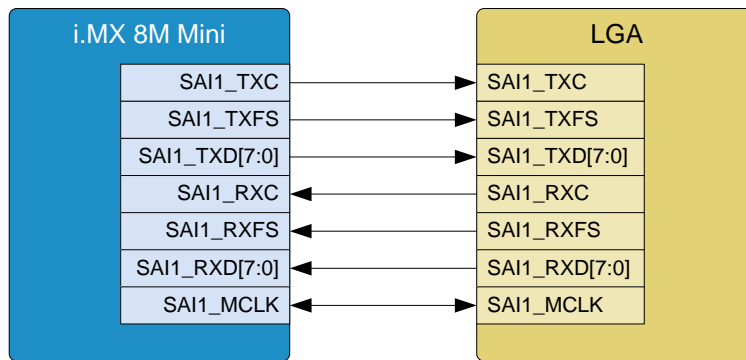 i.MX 8M Mini LGA
SAI1_TXC SAI1_TXC
SAI1_TXFS SAI1_TXFS
SAI1_TXD[7:0] SAI1_TXD[7:0]
SAI1_RXC SAI1_RXC
SAI1_RXFS SAI1_RXFS
SAI1_RXD[7:0] SAI1_RXD[7:0]
SAI1_MCLK SAI1_MCLK